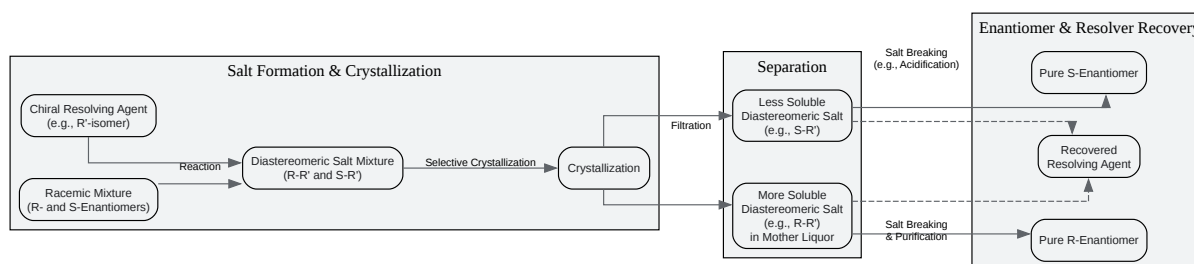 Salt Formation & Crystallization
Chiral Resolving Agent
(e.g., R'-isomer)
Racemic Mixture
(R- and S-Enantiomers)
Reaction
Diastereomeric Salt Mixture
(R-R' and S-R')
Selective Crystallization
Crystallization
Filtration
Separation
Less Soluble
Diastereomeric Salt
(e.g., S-R')
More Soluble
Diastereomeric Salt
(e.g., R-R')
in Mother Liquor
Salt Breaking
(e.g., Acidification)
Salt Breaking
& Purification
Enantiomer & Resolver Recovery
Pure S-Enantiomer
Recovered
Resolving Agent
Pure R-Enantiomer